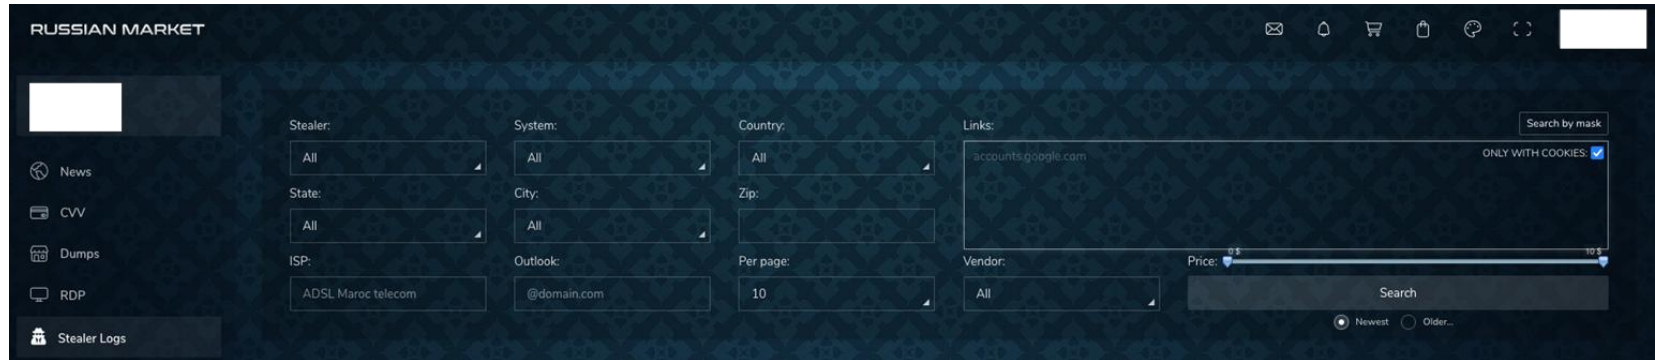 RUSSIAN MARKET
News
CVV
Dumps
RDP
Stealer Logs
Stealer: System: Country: Links: Search by mask
All All All accounts.google.com ONLY WITH COOKIES:
State: City: Zip:
All All
ISP: Outlook: Per page: Vendor: Price: 0 $ 10 $
ADSL Maroc telecom @domain.com 10 All Search
Newest Older...